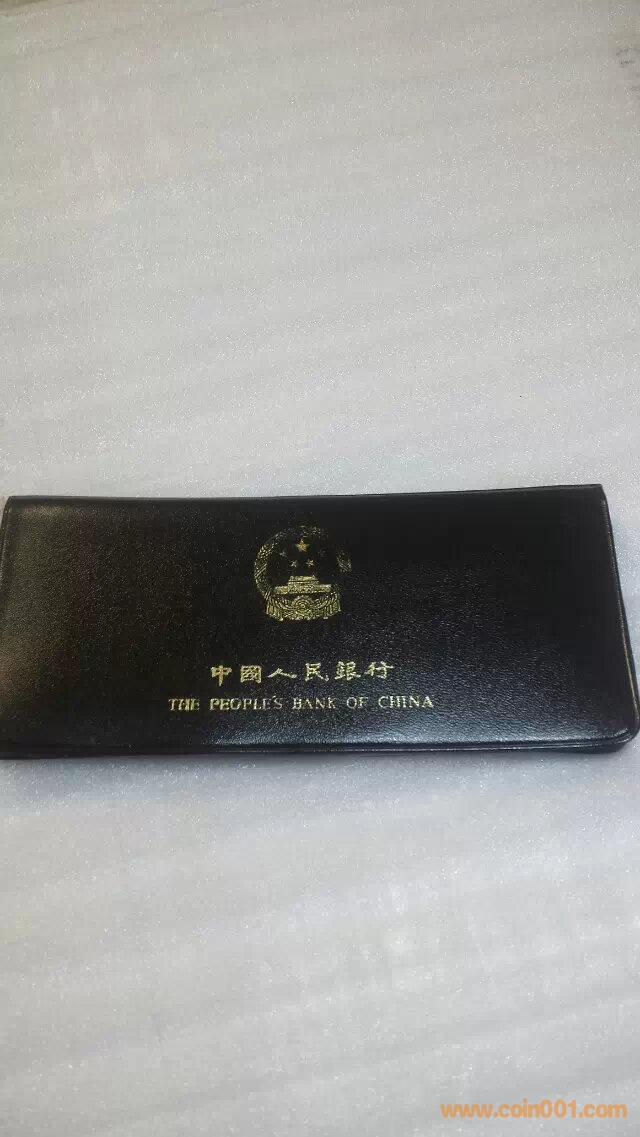 中國人民銀行
THE PEOPLE'S BANK OF CHINA
www.coin001.com